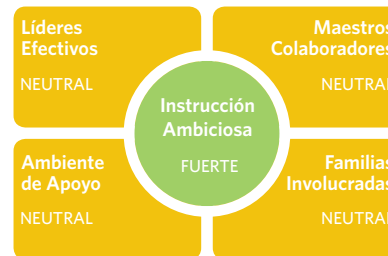 Líderes
Efectivos
NEUTRAL
Maestros
Colaboradores
NEUTRAL
Instrucción
Ambiciosa
FUERTE
Ambiente
de Apoyo
NEUTRAL
Familias
Involucradas
NEUTRAL